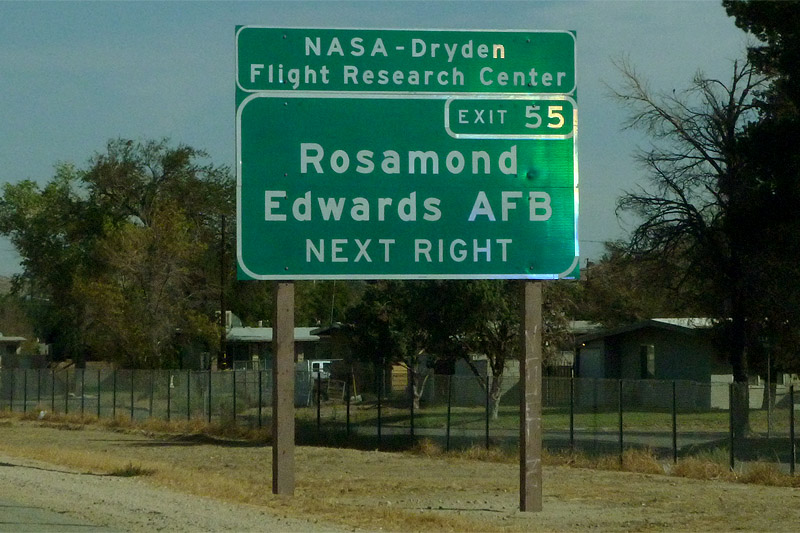 NASA-Dryden
Flight Research Center
EXIT 55
Rosamond
Edwards AFB
NEXT RIGHT